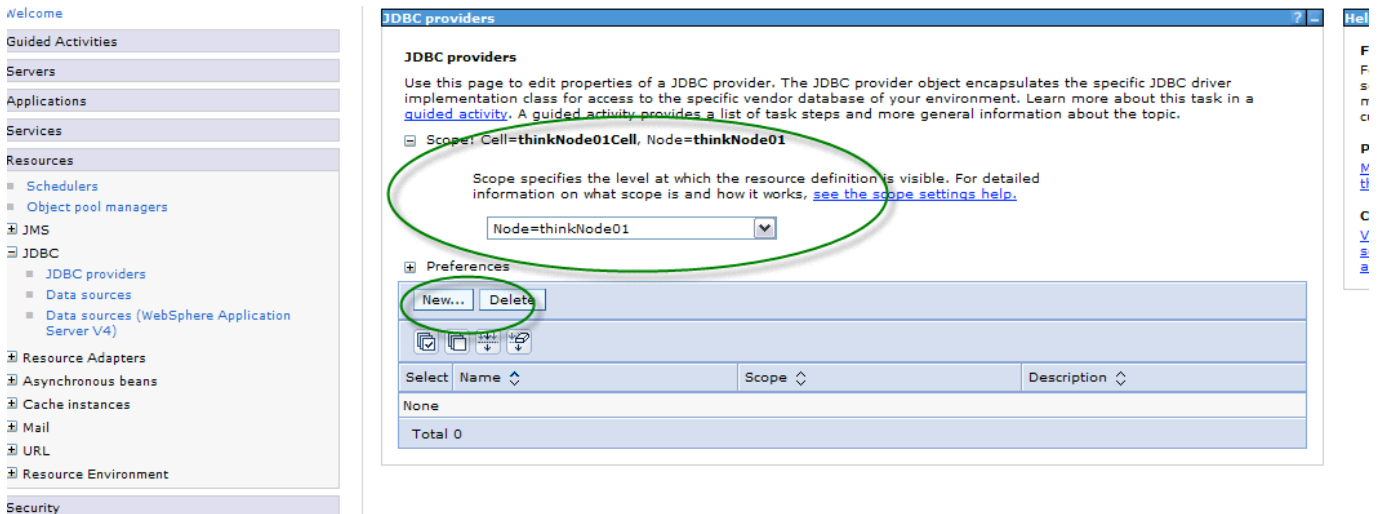 Welcome
Guided Activities
Servers
Applications
Services
Resources
Schedulers
Object pool managers
JMS
JDBC
JDBC providers
Data sources
Data sources (WebSphere Application
Server V4)
Resource Adapters
Asynchronous beans
Cache instances
Mail
URL
Resource Environment
Security
JDBC providers
? -
JDBC providers
Use this page to edit properties of a JDBC provider. The JDBC provider object encapsulates the specific JDBC driver
implementation class for access to the specific vendor database of your environment. Learn more about this task in a
guided activity. A guided activity provides a list of task steps and more general information about the topic.
Scope: Cell=thinkNode01Cell, Node=thinkNode01
Scope specifies the level at which the resource definition is visible. For detailed
information on what scope is and how it works, see the scope settings help.
Node=thinkNode01
Preferences
New... Delete
Select Name Scope Description
None
Total 0
Hel